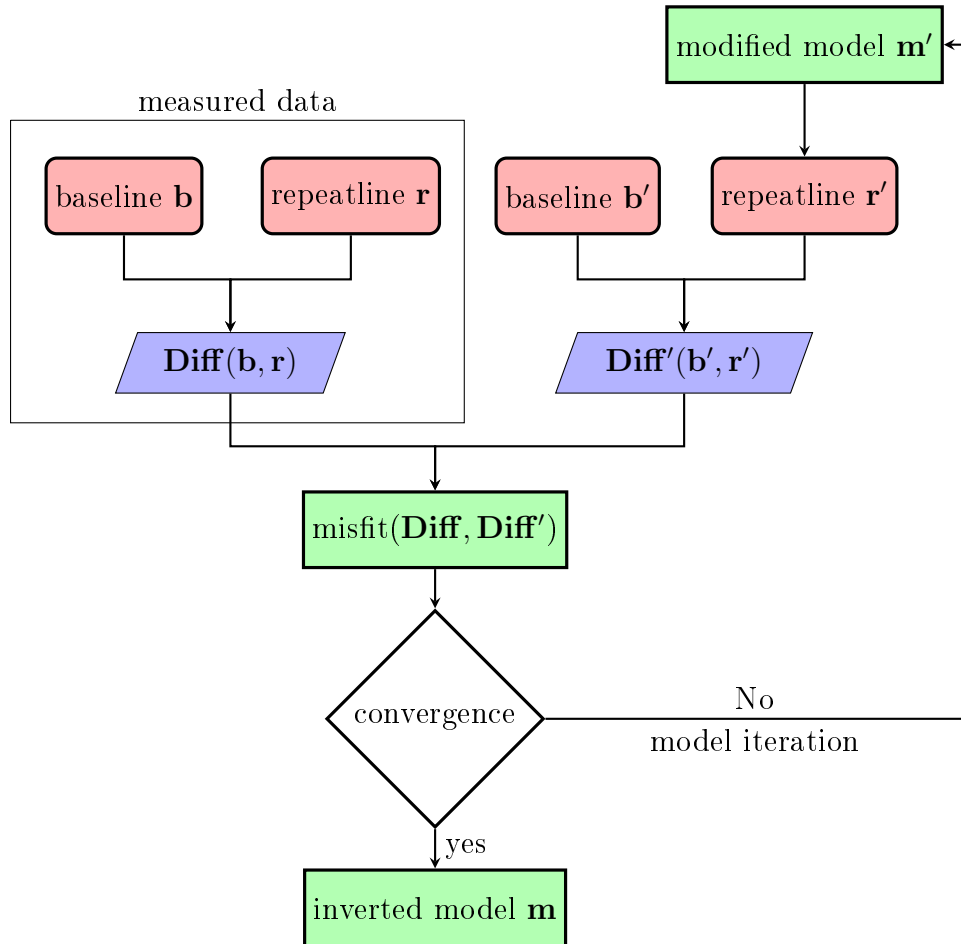 modified model m′
measured data
baseline b
repeatline r
baseline b′
repeatline r′
Diff(b, r)
Diff′(b′, r′)
misfit(Diff, Diff′)
convergence
No
model iteration
yes
inverted model m